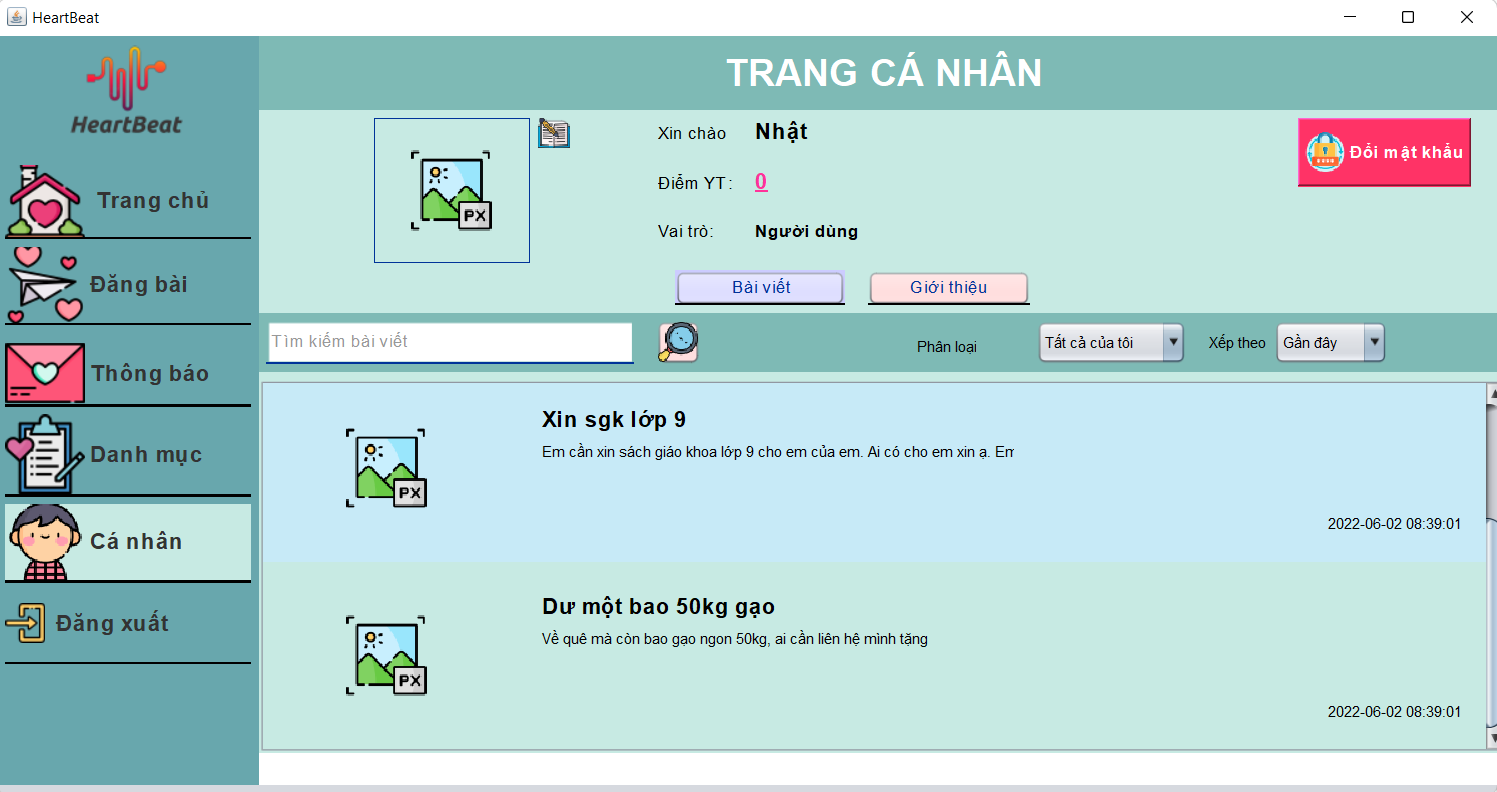 HeartBeat
HeartBeat
Trang chủ
Đăng bài
Thông báo
Danh mục
Cá nhân
Đăng xuất
TRANG CÁ NHÂN
PX
Xin chào Nhật
Điểm YT: 0
Vai trò: Người dùng
Đổi mật khẩu
Bài viết Giới thiệu
Tìm kiếm bài viết
Phân loại Tất cả của tôi Xếp theo Gần đây
PX
Xin sgk lớp 9
Em cần xin sách giáo khoa lớp 9 cho em của em. Ai có cho em xin ạ. Em
2022-06-02 08:39:01
PX
Dư một bao 50kg gạo
Về quê mà còn bao gạo ngon 50kg, ai cần liên hệ mình tặng
2022-06-02 08:39:01